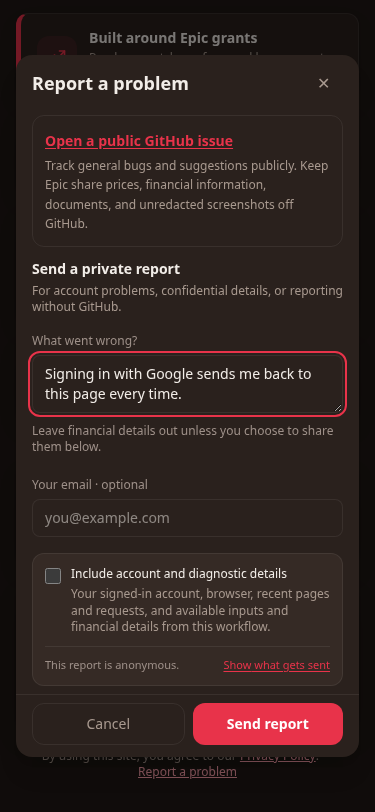 Built around Epic grants
Report a problem
Open a public GitHub issue
Track general bugs and suggestions publicly. Keep
Epic share prices, financial information,
documents, and unredacted screenshots off
GitHub.
Send a private report
For account problems, confidential details, or reporting
without GitHub.
What went wrong?
Signing in with Google sends me back to
this page every time.
Leave financial details out unless you choose to share
them below.
Your email · optional
you@example.com
Include account and diagnostic details
Your signed-in account, browser, recent pages
and requests, and available inputs and
financial details from this workflow.
This report is anonymous.
Show what gets sent
Cancel
Send report
By using this site, you agree to our Privacy Policy.
Report a problem